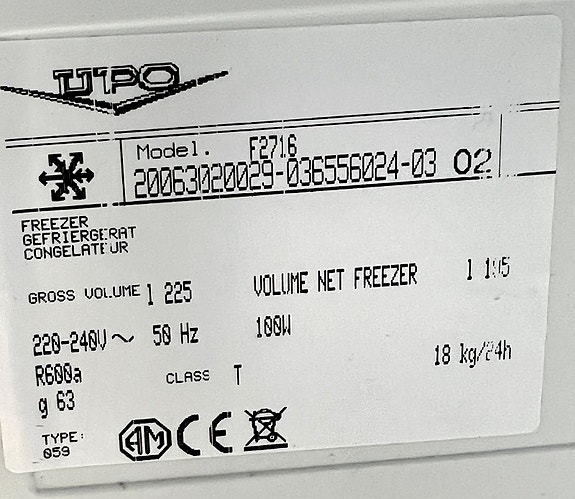 UPO
Model. F2716
20063020029-036556024-03 02
FREEZER
GEFRIERGERAT
CONGELATEUR
GROSS VOLUME l 225 VOLUME NET FREEZER l 195
220-240V ~ 50 Hz 100W
R600a CLASS T 18 kg/24h
g 63
TYPE:
059
AM CE